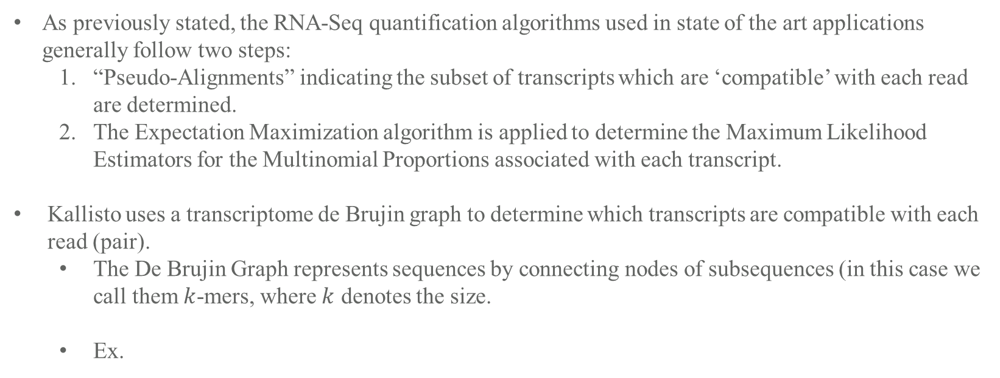 • As previously stated, the RNA-Seq quantification algorithms used in state of the art applications
generally follow two steps:
1. “Pseudo-Alignments” indicating the subset of transcripts which are ‘compatible’ with each read
are determined.
2. The Expectation Maximization algorithm is applied to determine the Maximum Likelihood
Estimators for the Multinomial Proportions associated with each transcript.
• Kallisto uses a transcriptome de Brujin graph to determine which transcripts are compatible with each
read (pair).
• The De Brujin Graph represents sequences by connecting nodes of subsequences (in this case we
call them k-mers, where k denotes the size.
• Ex.